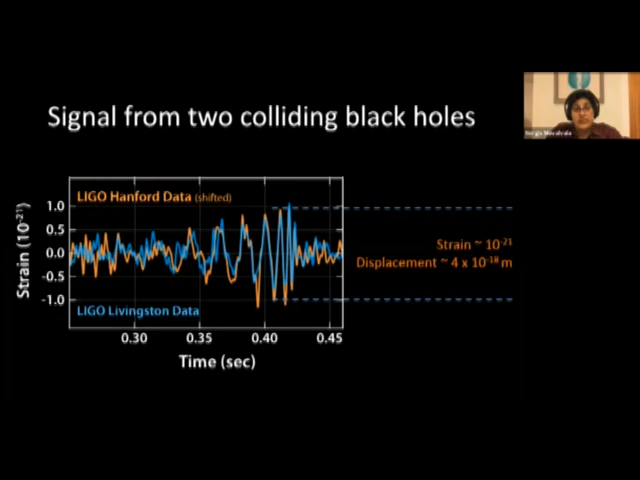 Signal from two colliding black holes
LIGO Hanford Data (shifted)
1.0
0.5
0.0
-0.5
-1.0
Strain (10⁻²¹)
LIGO Livingston Data
0.30 0.35 0.40 0.45
Time (sec)
Strain ~ 10⁻²¹
Displacement ~ 4 x 10⁻¹⁸ m